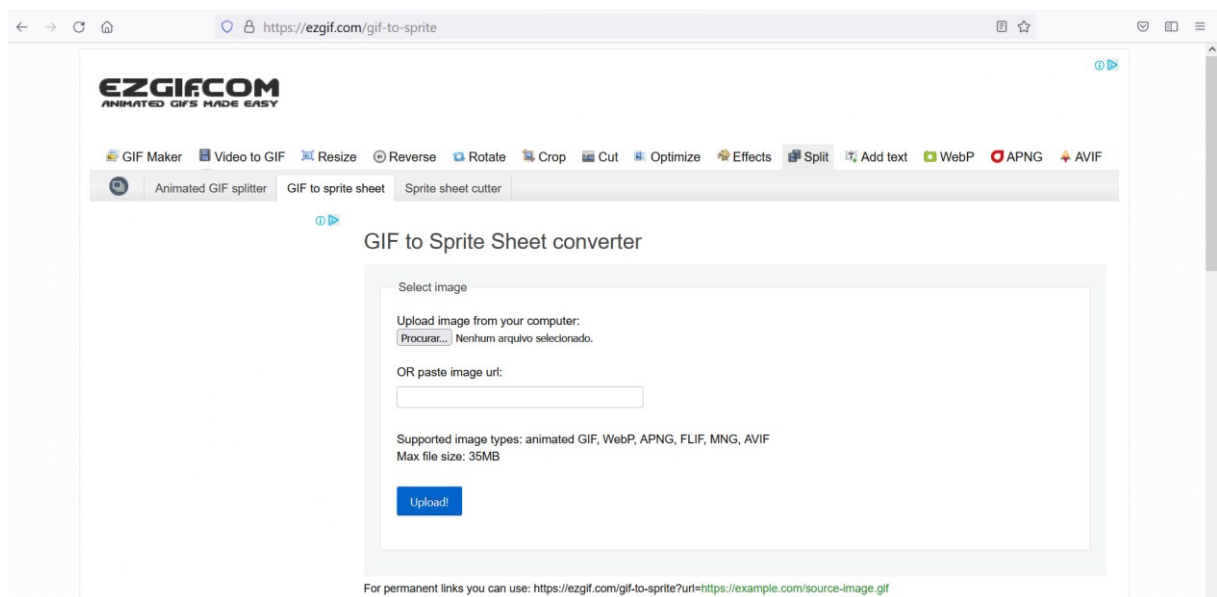 https://ezgif.com/gif-to-sprite
EZGIF.COM
ANIMATED GIFS MADE EASY
GIF Maker Video to GIF Resize Reverse Rotate Crop Cut Optimize Effects Split Add text WebP APNG AVIF
Animated GIF splitter GIF to sprite sheet Sprite sheet cutter
GIF to Sprite Sheet converter
Select image
Upload image from your computer:
Procurar... Nenhum arquivo selecionado.
OR paste image url:
Supported image types: animated GIF, WebP, APNG, FLIF, MNG, AVIF
Max file size: 35MB
Upload!
For permanent links you can use: https://ezgif.com/gif-to-sprite?url=https://example.com/source-image.gif